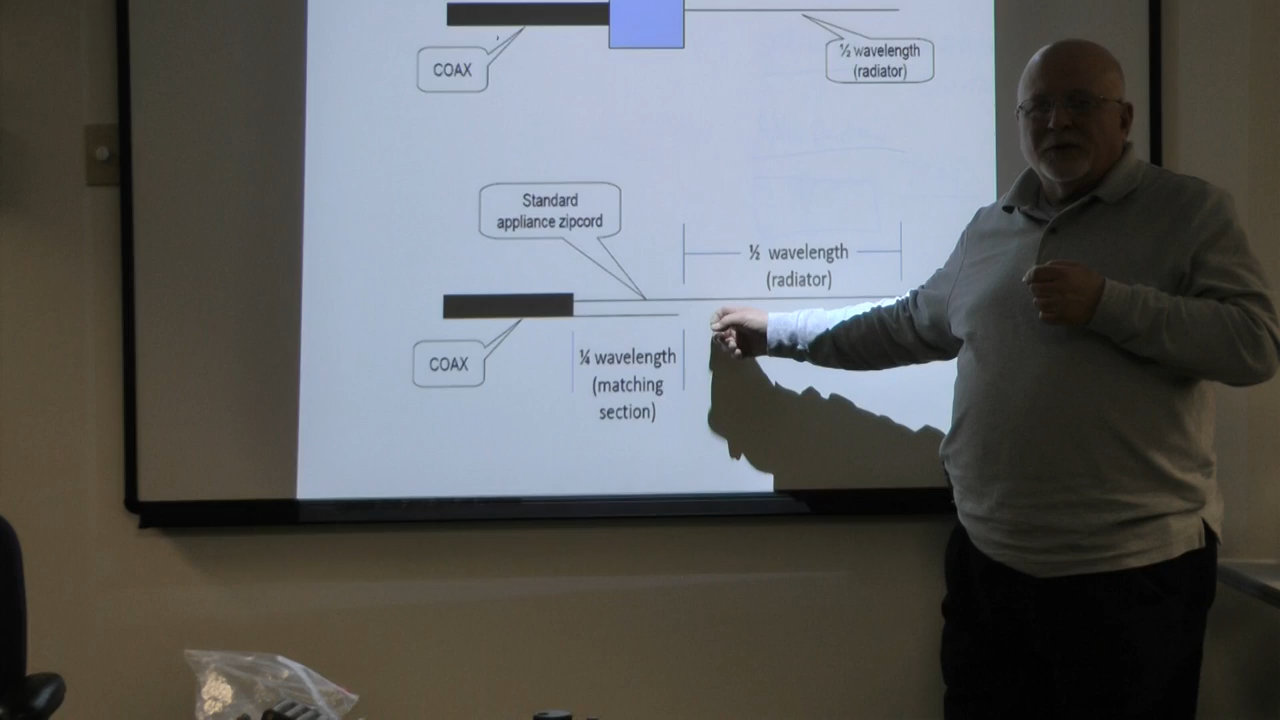 COAX
½ wavelength
(radiator)
Standard
appliance zipcord
½ wavelength
(radiator)
COAX
¼ wavelength
(matching
section)